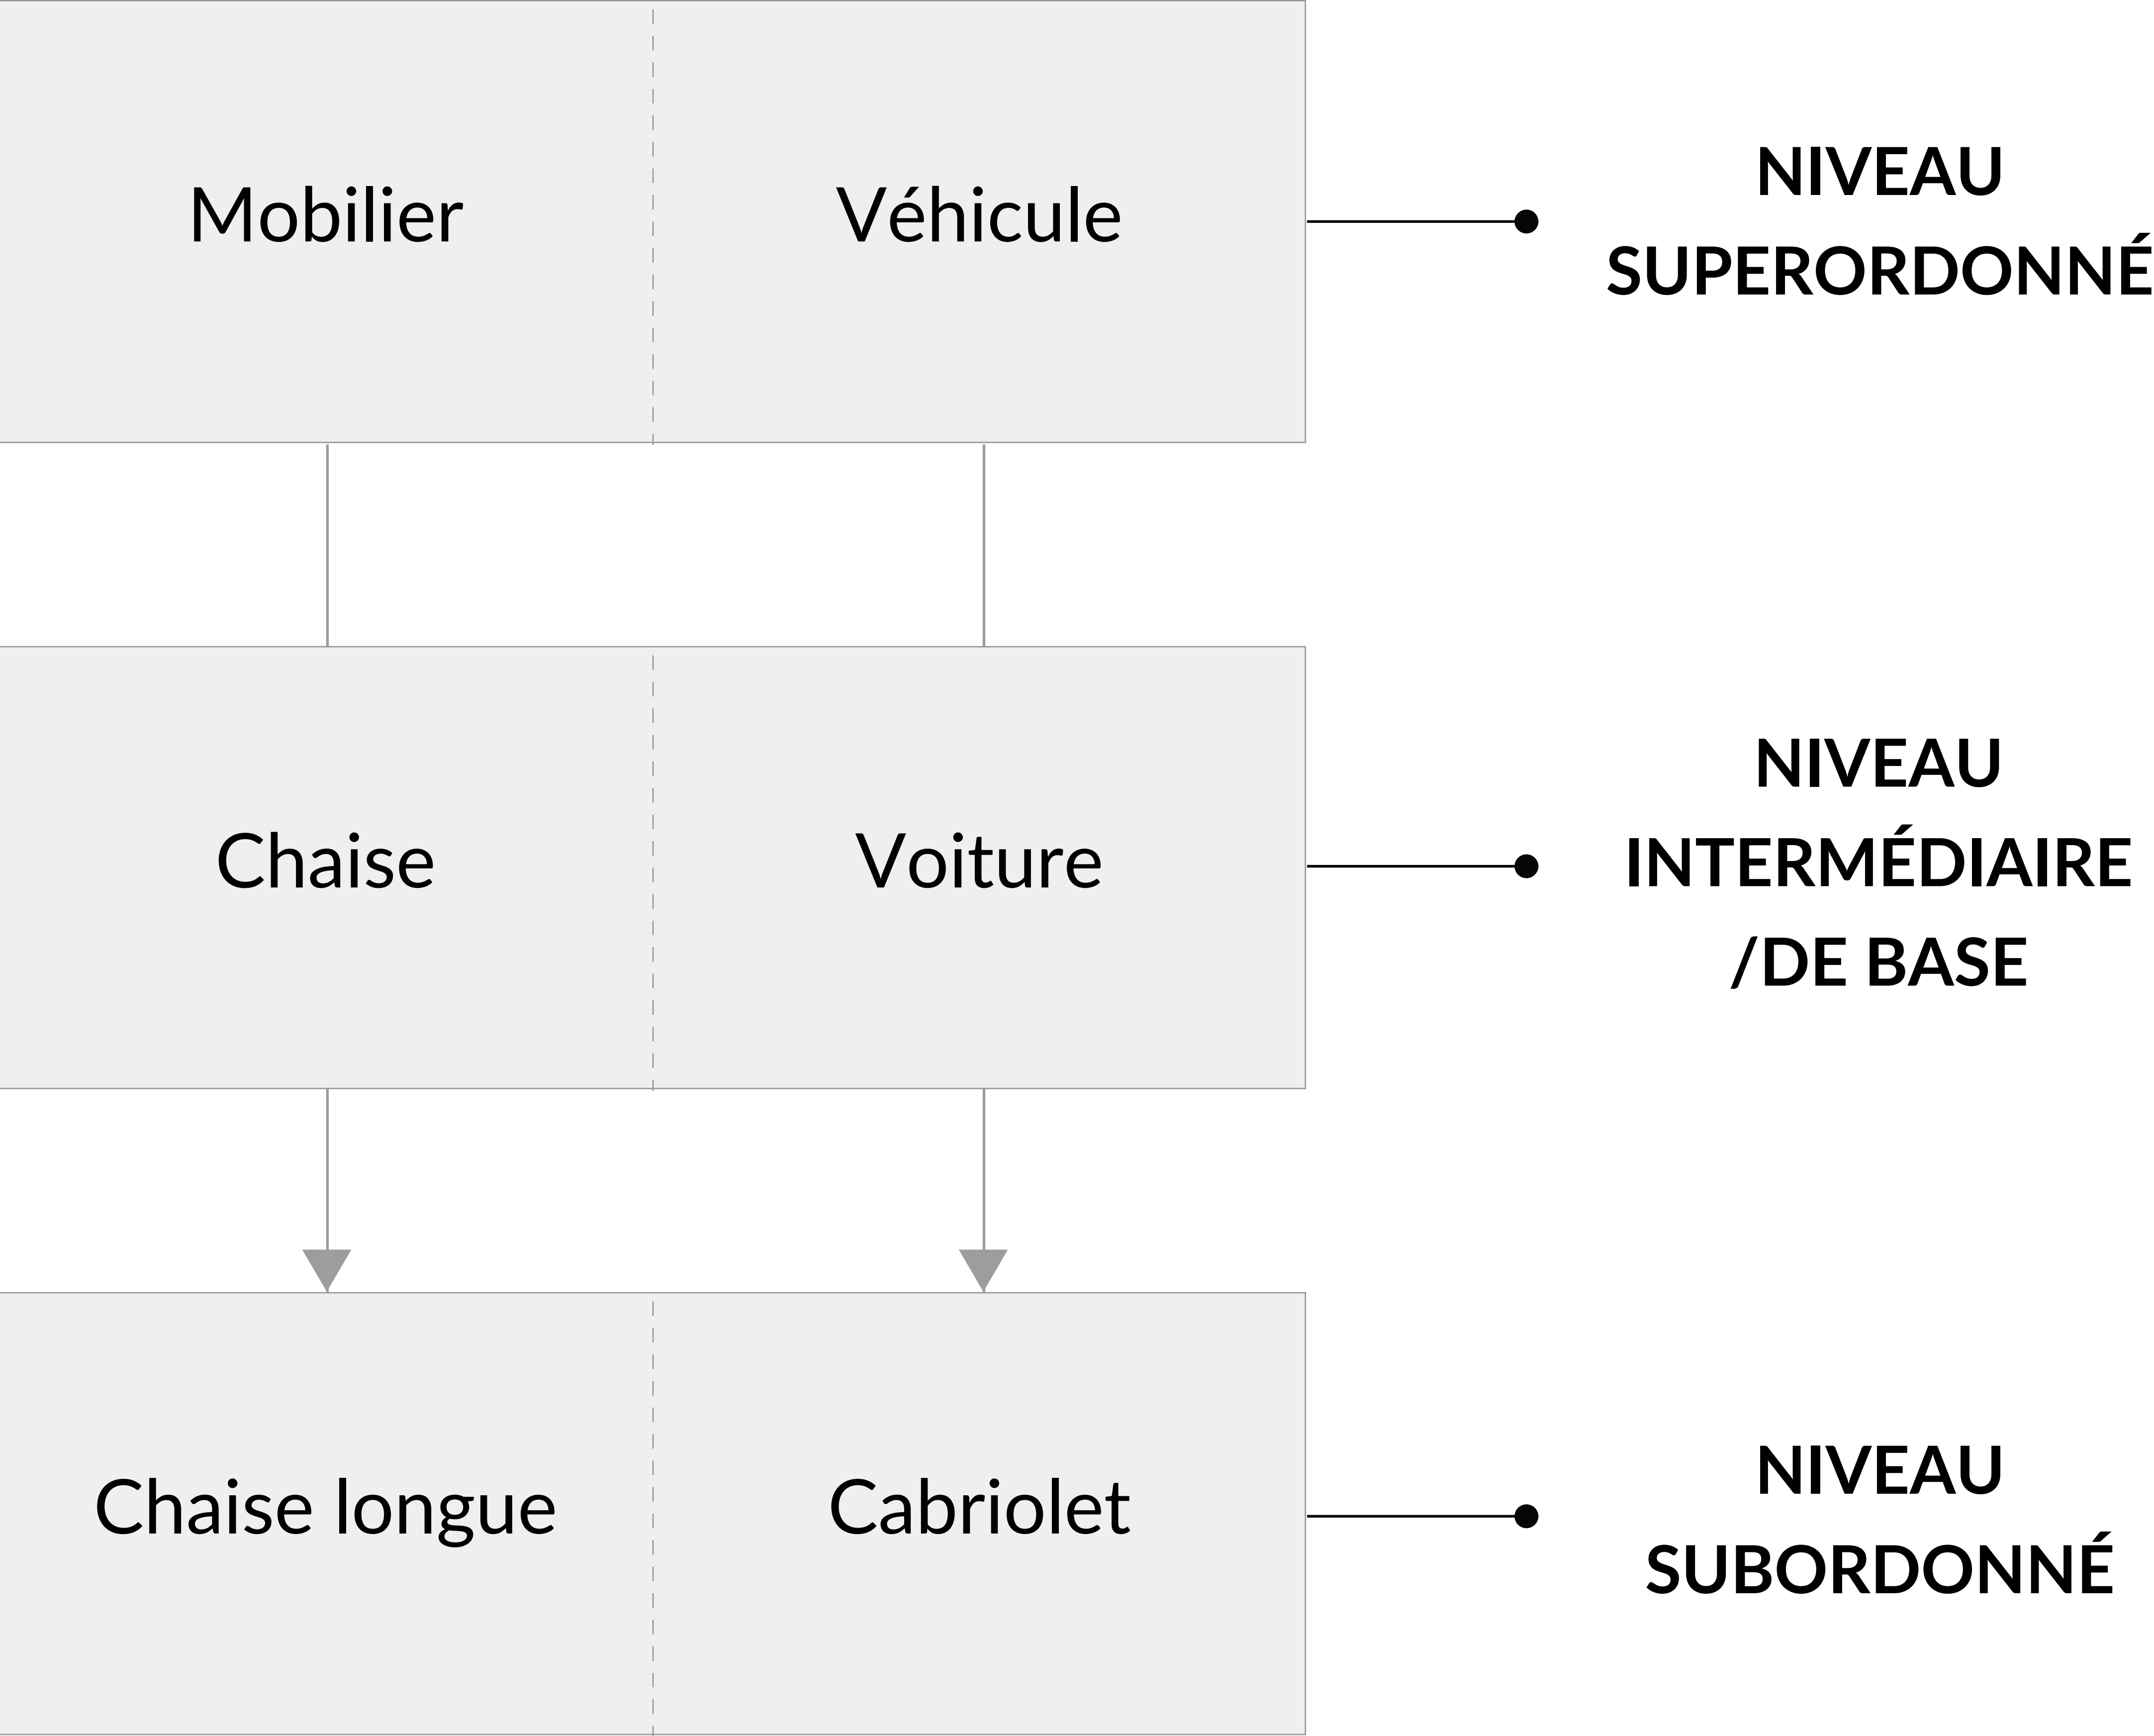 Mobilier
Véhicule
NIVEAU
SUPERORDONNÉ
Chaise
Voiture
NIVEAU
INTERMÉDIAIRE
/DE BASE
Chaise longue
Cabriolet
NIVEAU
SUBORDONNÉ